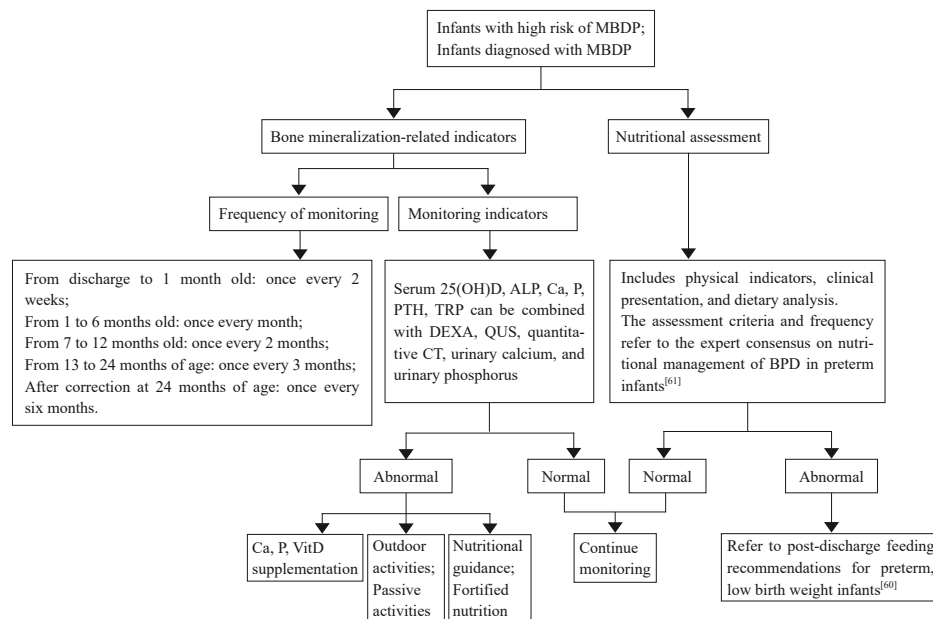 Infants with high risk of MBDP;
Infants diagnosed with MBDP
Bone mineralization-related indicators
Nutritional assessment
Frequency of monitoring
Monitoring indicators
From discharge to 1 month old: once every 2
weeks;
From 1 to 6 months old: once every month;
From 7 to 12 months old: once every 2 months;
From 13 to 24 months of age: once every 3 months;
After correction at 24 months of age: once every
six months.
Serum 25(OH)D, ALP, Ca, P,
PTH, TRP can be combined
with DEXA, QUS, quantita-
tive CT, urinary calcium, and
urinary phosphorus
Includes physical indicators, clinical
presentation, and dietary analysis.
The assessment criteria and frequency
refer to the expert consensus on nutri-
tional management of BPD in preterm
infants[61]
Abnormal
Normal
Normal
Abnormal
Ca, P, VitD
supplementation
Outdoor
activities;
Passive
activities
Nutritional
guidance;
Fortified
nutrition
Continue
monitoring
Refer to post-discharge feeding
recommendations for preterm,
low birth weight infants[60]